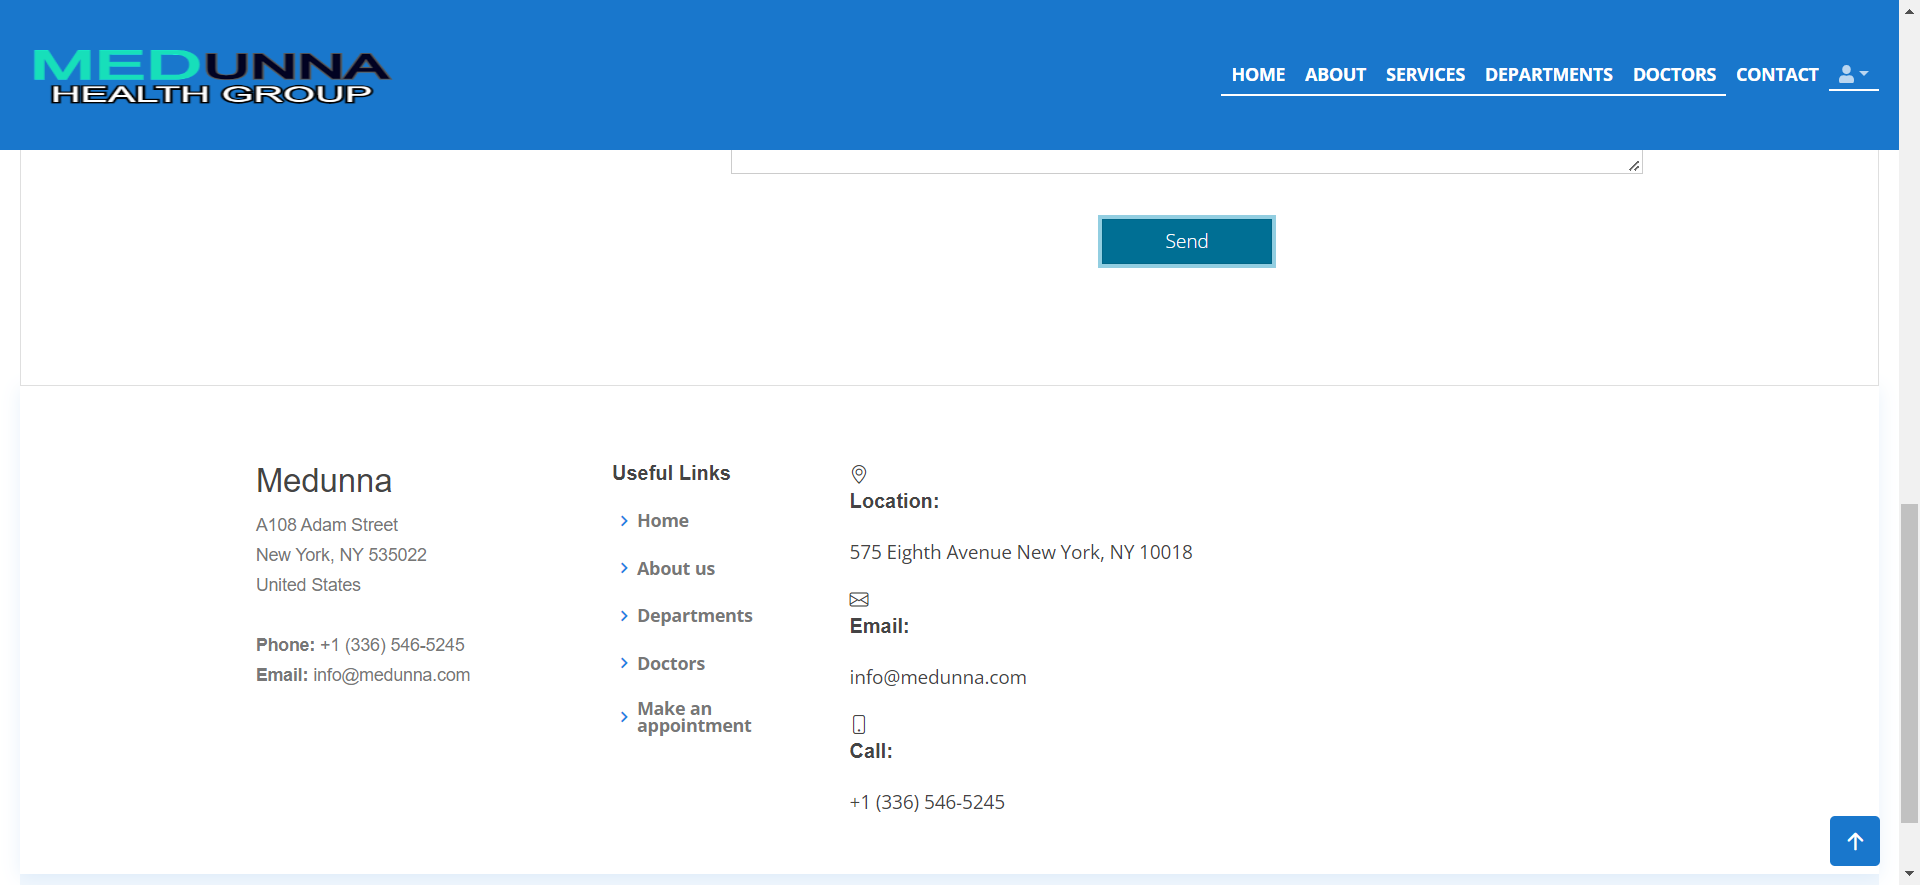 MEDUNNA
HEALTH GROUP
HOME ABOUT SERVICES DEPARTMENTS DOCTORS CONTACT
Send
Medunna
A108 Adam Street
New York, NY 535022
United States
Phone: +1 (336) 546-5245
Email: info@medunna.com
Useful Links
Home
About us
Departments
Doctors
Make an
appointment
Location:
575 Eighth Avenue New York, NY 10018
Email:
info@medunna.com
Call:
+1 (336) 546-5245